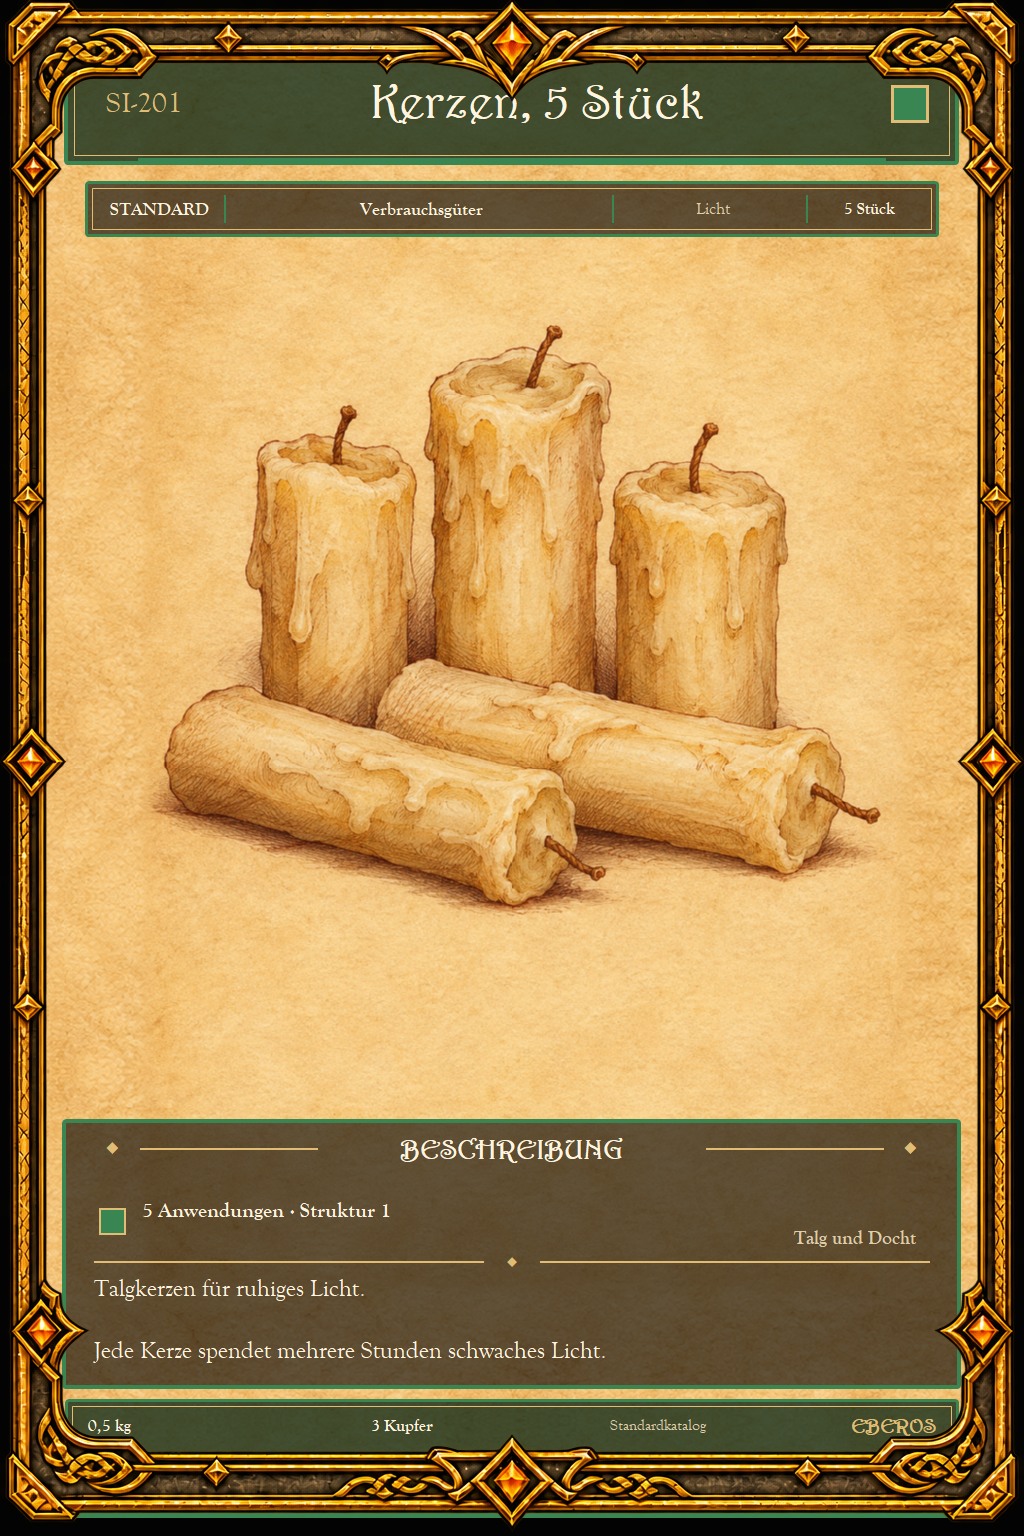 SI-201
Kerzen, 5 Stück
STANDARD Verbrauchsgüter Licht 5 Stück
BESCHREIBUNG
5 Anwendungen · Struktur 1
Talg und Docht
Talgkerzen für ruhiges Licht.
Jede Kerze spendet mehrere Stunden schwaches Licht.
0,5 kg 3 Kupfer Standardkatalog EBEROS